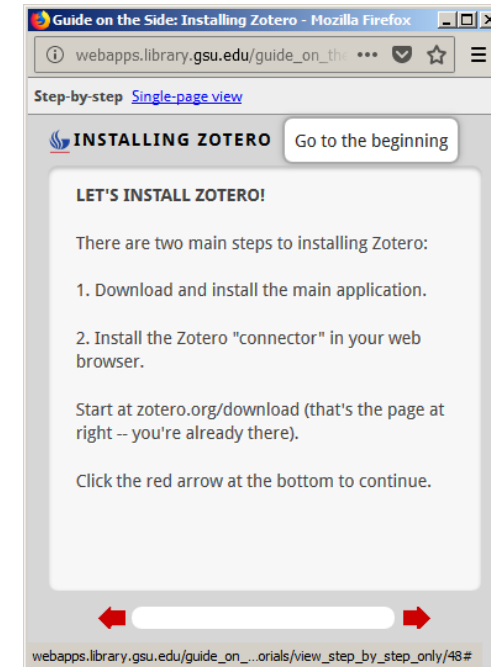 Guide on the Side: Installing Zotero - Mozilla Firefox
webapps.library.gsu.edu/guide_on_the
Step-by-step Single-page view
INSTALLING ZOTERO
Go to the beginning
LET'S INSTALL ZOTERO!
There are two main steps to installing Zotero:
1. Download and install the main application.
2. Install the Zotero "connector" in your web
browser.
Start at zotero.org/download (that's the page at
right -- you're already there).
Click the red arrow at the bottom to continue.
webapps.library.gsu.edu/guide_on_...orials/view_step_by_step_only/48#